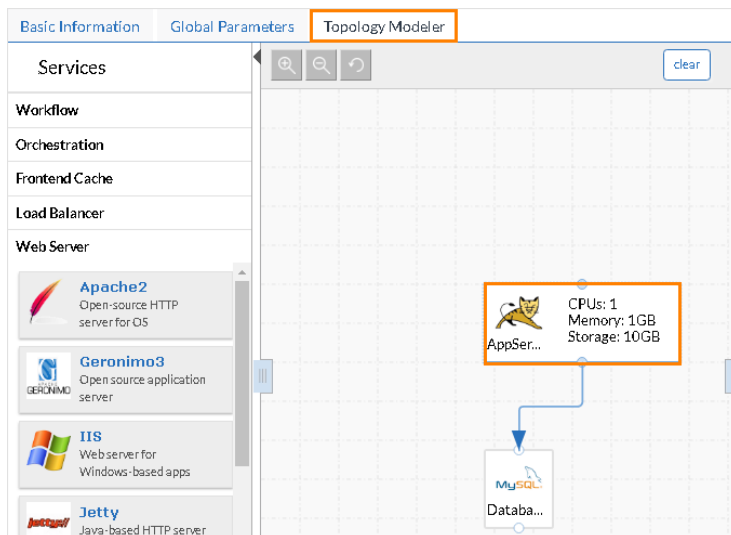 Basic Information Global Parameters Topology Modeler
Services
clear
Workflow
Orchestration
Frontend Cache
Load Balancer
Web Server
Apache2
Open-source HTTP
server for OS
Geronimo3
Open source application
server
APACHE
GERONIMO
IIS
Web server for
Windows-based apps
Jetty
Java-based HTTP server
jetty://
CPUs: 1
Memory: 1GB
Storage: 10GB
AppSer...
MySQL
Databa...